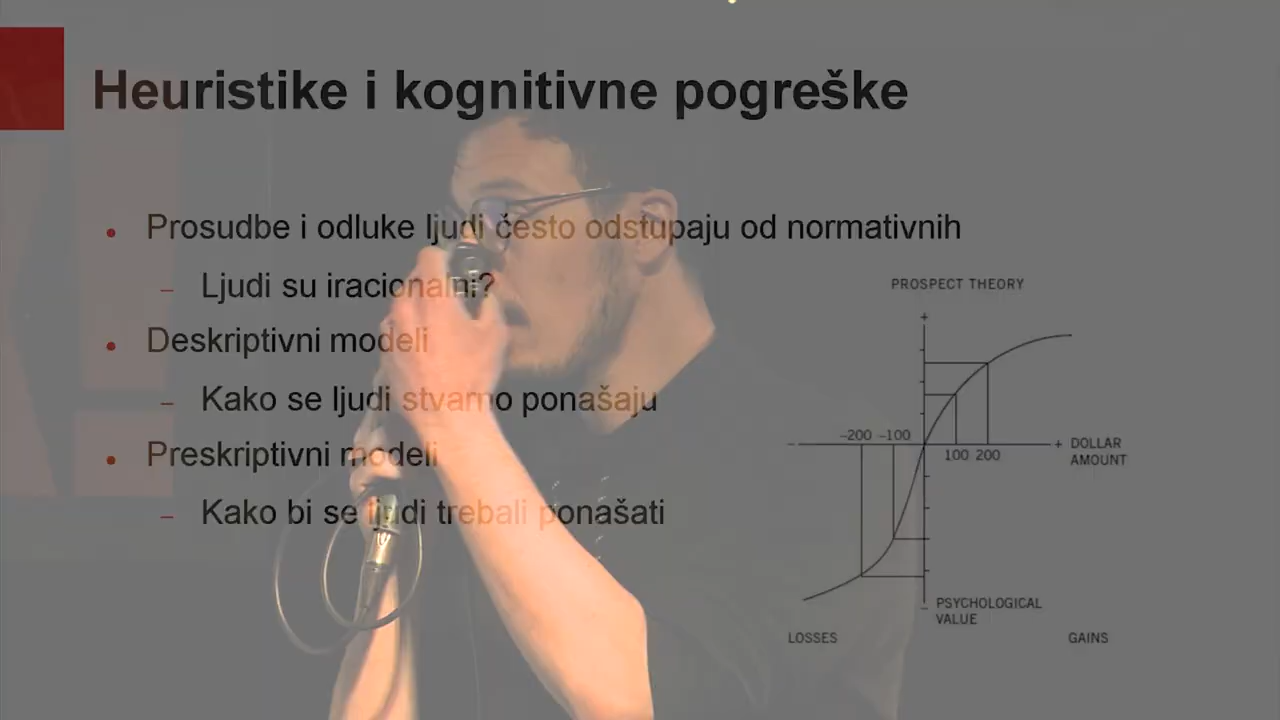 Heuristike i kognitivne pogreške
Prosudbe i odluke ljudi često odstupaju od normativnih
– Ljudi su iracionalni?
Deskriptivni modeli
– Kako se ljudi stvarno ponašaju
Preskriptivni modeli
– Kako bi se ljudi trebali ponašati
PROSPECT THEORY
+
–200 –100
– + DOLLAR
AMOUNT
100 200
– PSYCHOLOGICAL
VALUE
LOSSES GAINS